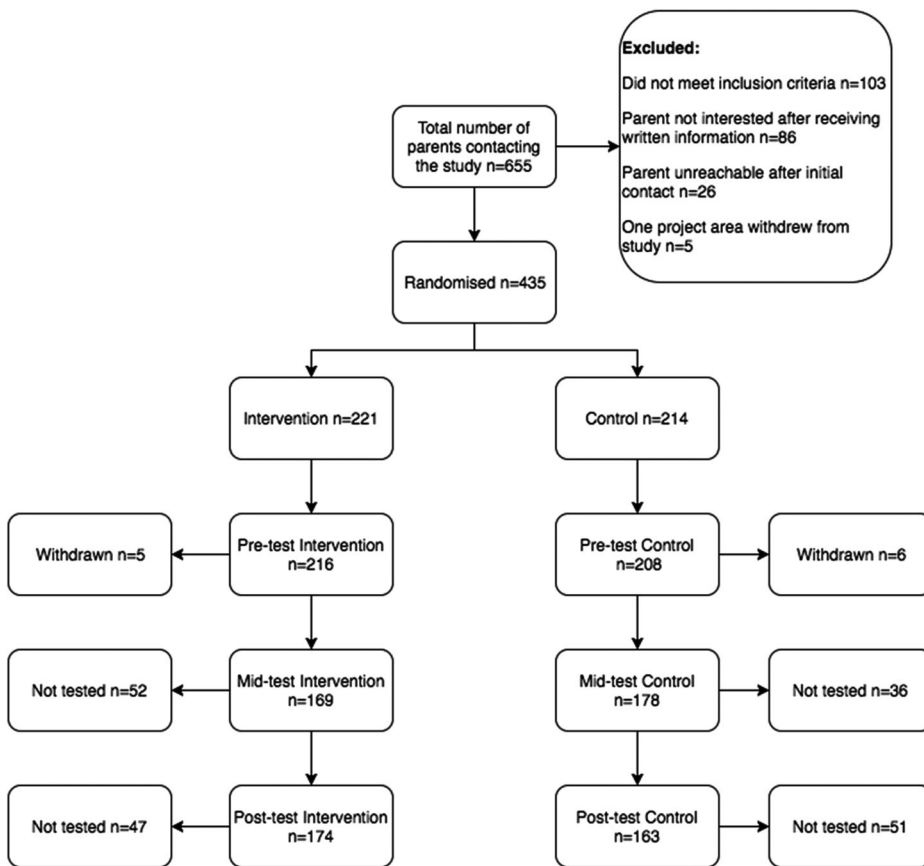 Excluded:
Did not meet inclusion criteria n=103
Parent not interested after receiving
written information n=86
Parent unreachable after initial
contact n=26
One project area withdrew from
study n=5
Total number of
parents contacting
the study n=655
Randomised n=435
Intervention n=221
Control n=214
Withdrawn n=5
Pre-test Intervention
n=216
Pre-test Control
n=208
Withdrawn n=6
Not tested n=52
Mid-test Intervention
n=169
Mid-test Control
n=178
Not tested n=36
Not tested n=47
Post-test Intervention
n=174
Post-test Control
n=163
Not tested n=51